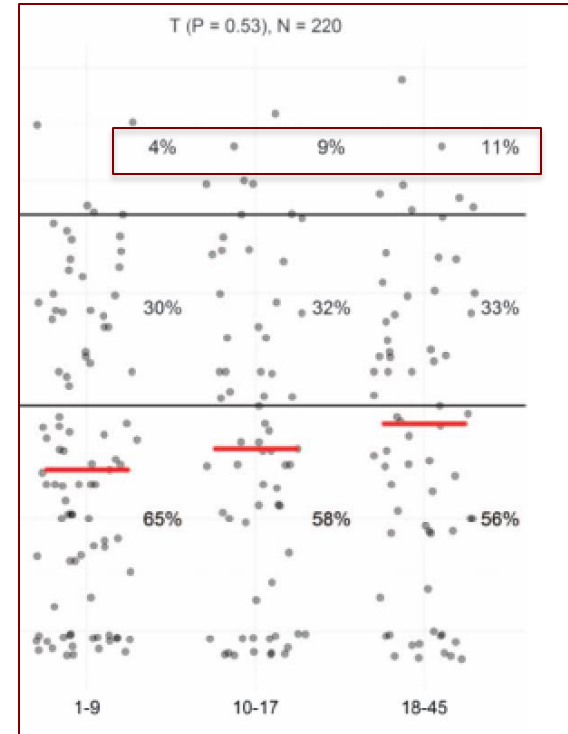 T (P = 0.53), N = 220
4% 9% 11%
30% 32% 33%
65% 58% 56%
1-9 10-17 18-45